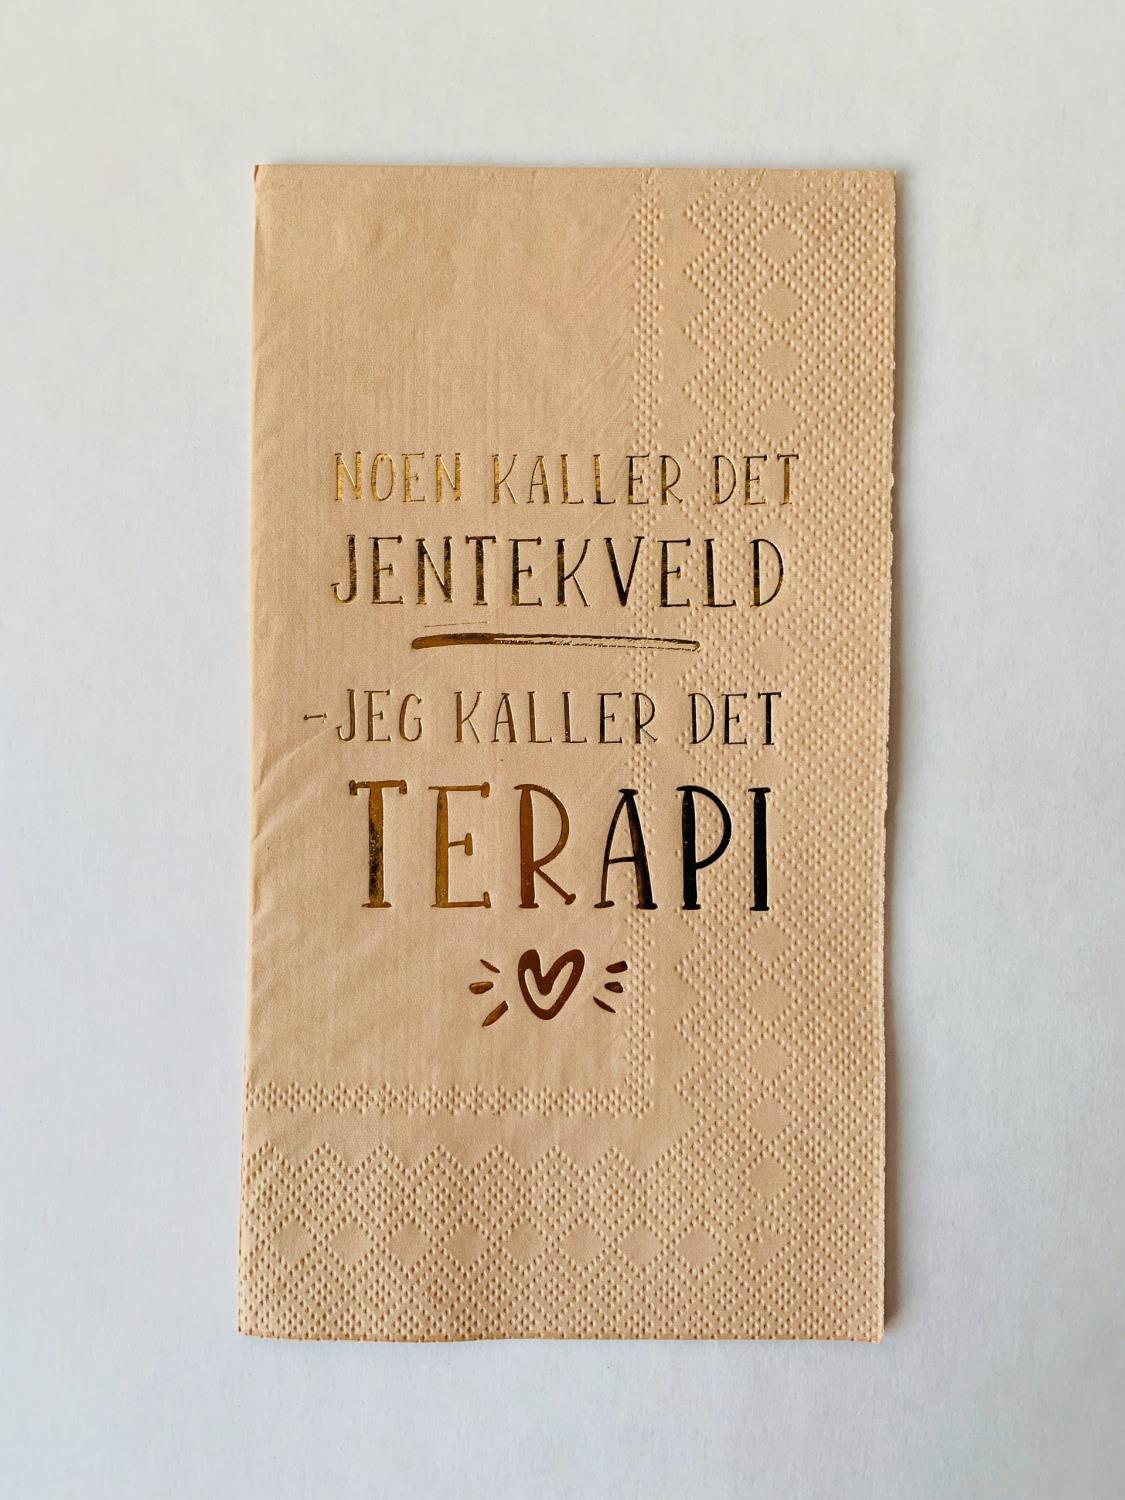 NOEN KALLER DET
JENTEKVELD
-JEG KALLER DET
TERAPI